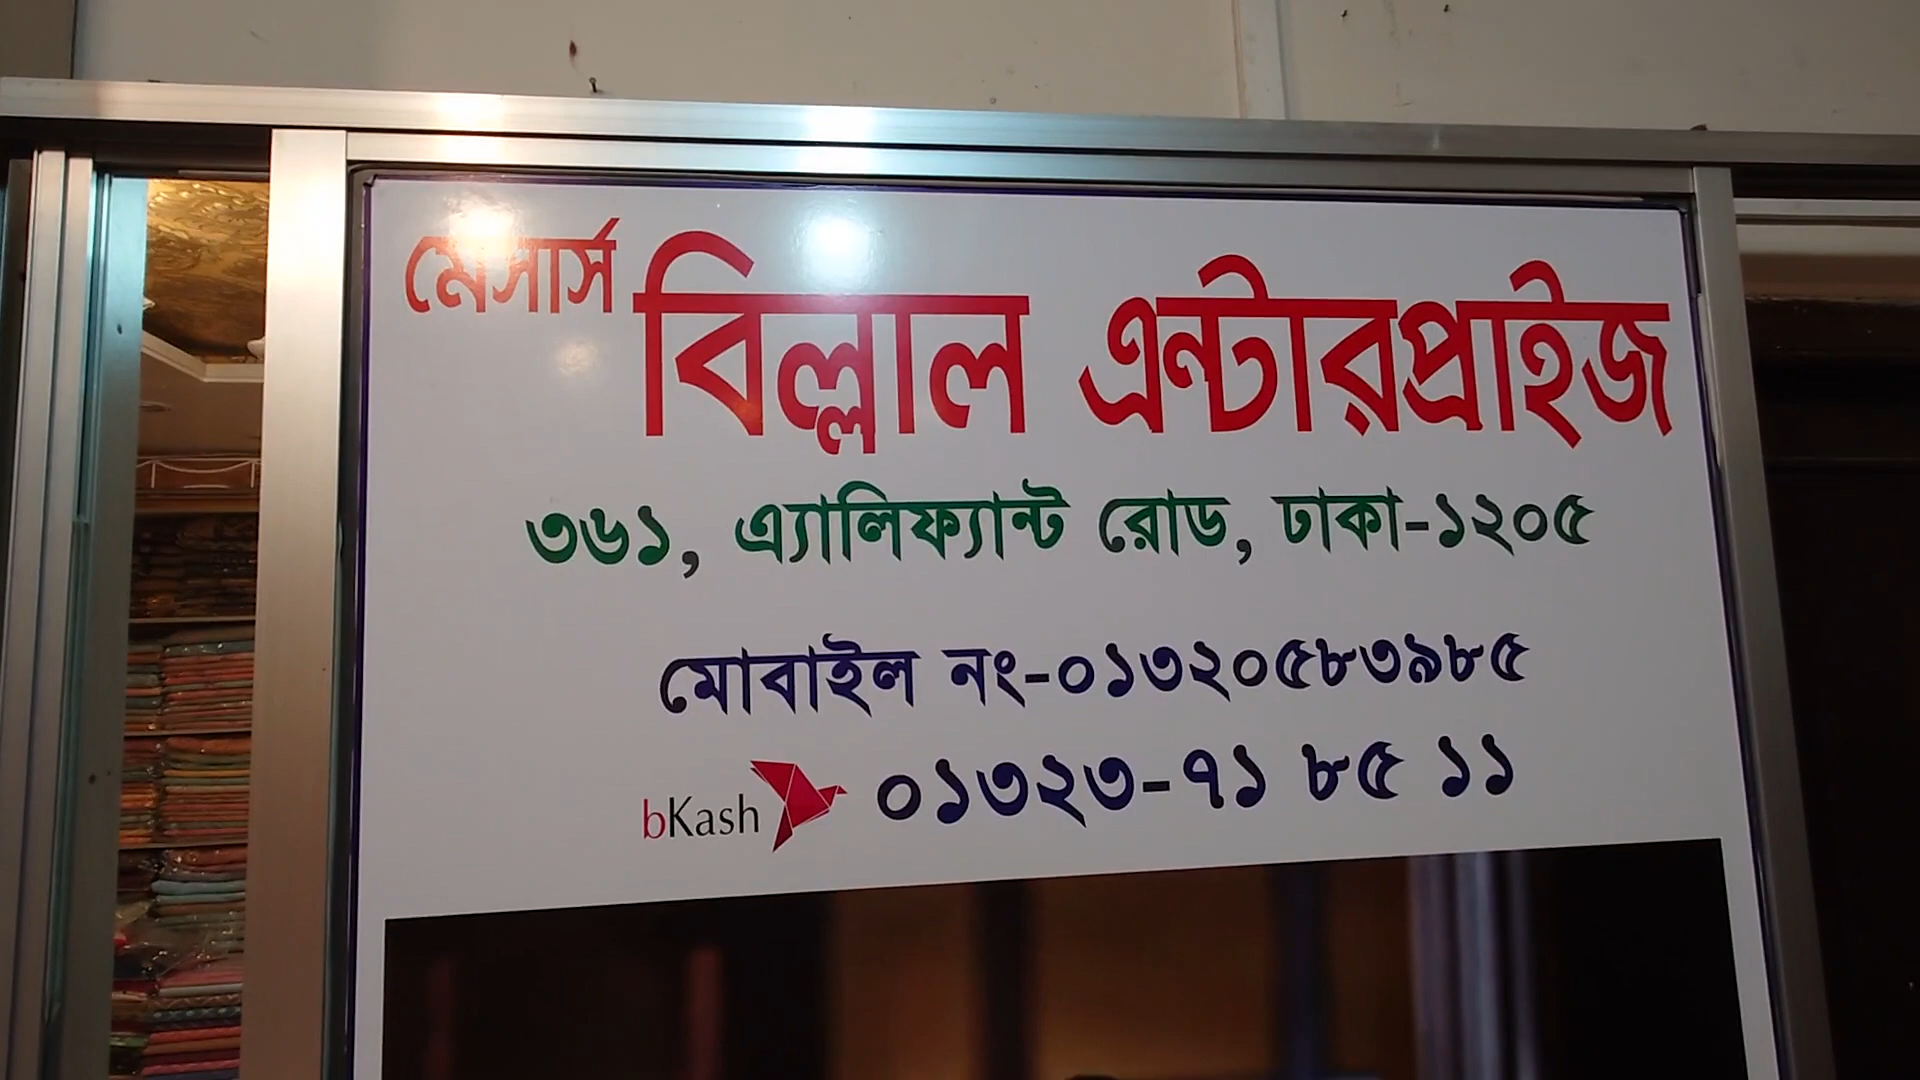 মেসার্স বিল্লাল এন্টারপ্রাইজ
৩৬১, এ্যালিফ্যান্ট রোড, ঢাকা-১২০৫
মোবাইল নং-০১৩২০৫৮৩৯৮৫
bKash ০১৩২৩-৭১ ৮৫ ১১